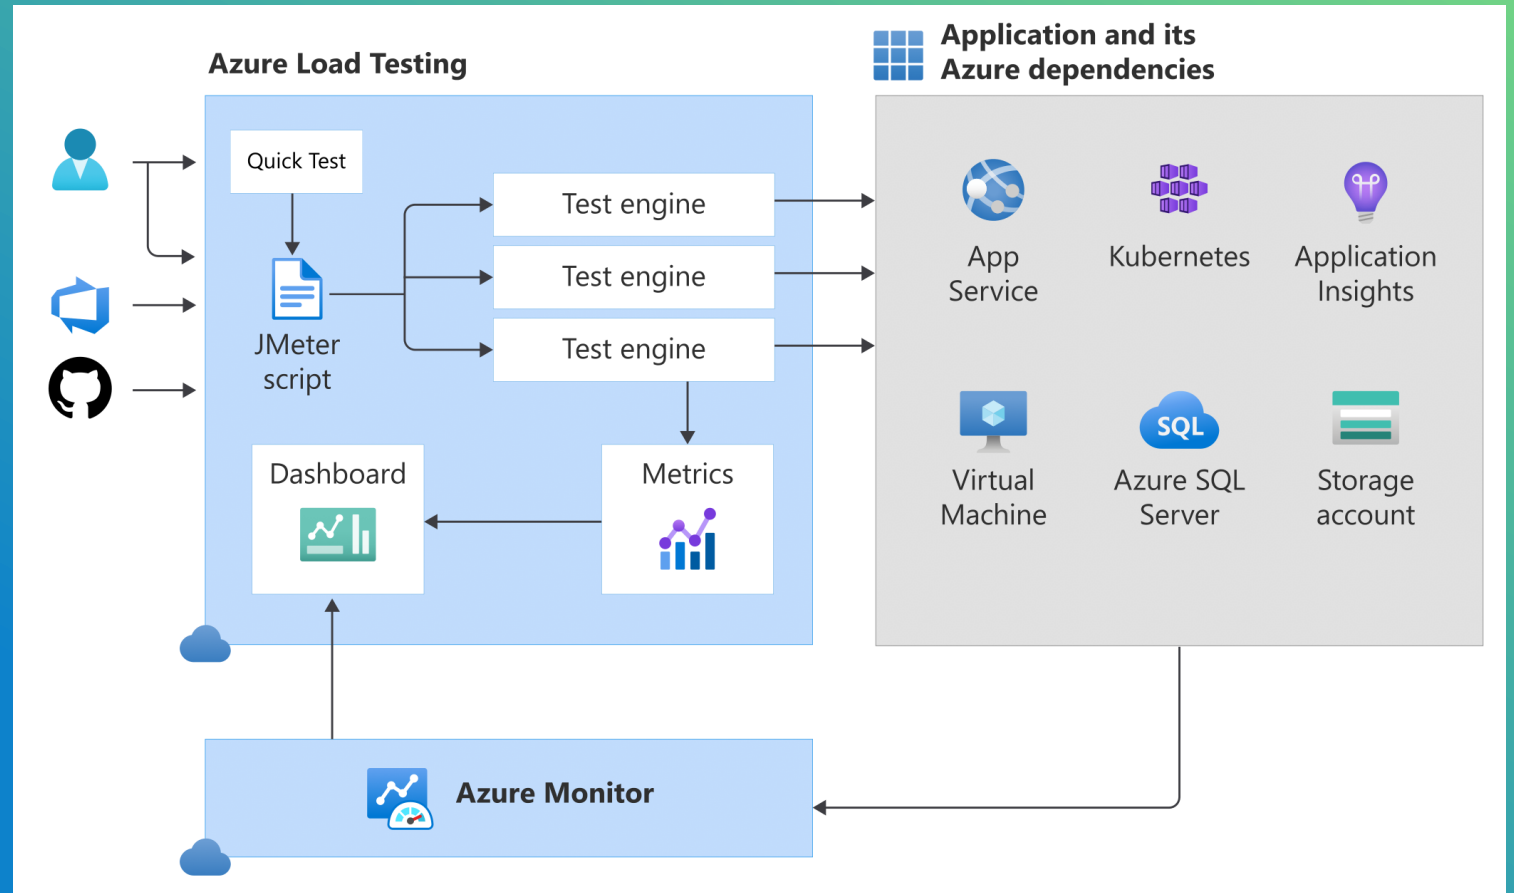 Azure Load Testing
Application and its
Azure dependencies
Quick Test
JMeter
script
Test engine
Test engine
Test engine
Dashboard
Metrics
App
Service
Kubernetes
Application
Insights
Virtual
Machine
SQL
Azure SQL
Server
Storage
account
Azure Monitor